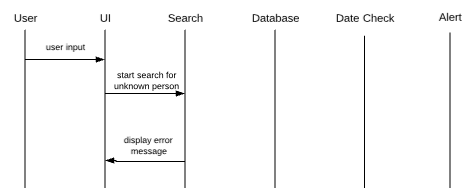 User UI Search Database Date Check Alert
user input
start search for
unknown person
display error
message